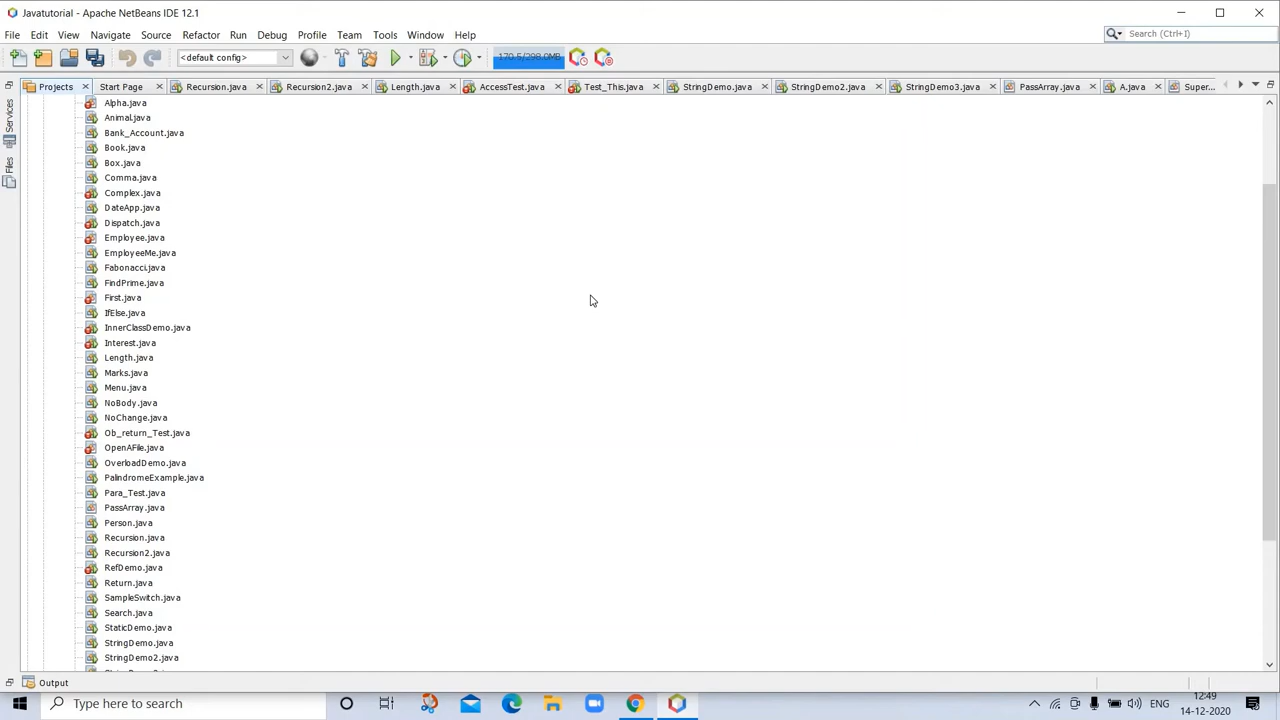 Javatutorial - Apache NetBeans IDE 12.1
File Edit View Navigate Source Refactor Run Debug Profile Team Tools Window Help
Search (Ctrl+I)
<default config>
170.5/298.0MB
Projects Start Page Recursion.java Recursion2.java Length.java AccessTest.java Test_This.java StringDemo.java StringDemo2.java StringDemo3.java PassArray.java A.java Super...
Services
Files
Alpha.java
Animal.java
Bank_Account.java
Book.java
Box.java
Comma.java
Complex.java
DateApp.java
Dispatch.java
Employee.java
EmployeeMe.java
Fabonacci.java
FindPrime.java
First.java
IfElse.java
InnerClassDemo.java
Interest.java
Length.java
Marks.java
Menu.java
NoBody.java
NoChange.java
Ob_return_Test.java
OpenAFile.java
OverloadDemo.java
PalindromeExample.java
Para_Test.java
PassArray.java
Person.java
Recursion.java
Recursion2.java
RefDemo.java
Return.java
SampleSwitch.java
Search.java
StaticDemo.java
StringDemo.java
StringDemo2.java
Output
Type here to search
ENG
12:49
14-12-2020